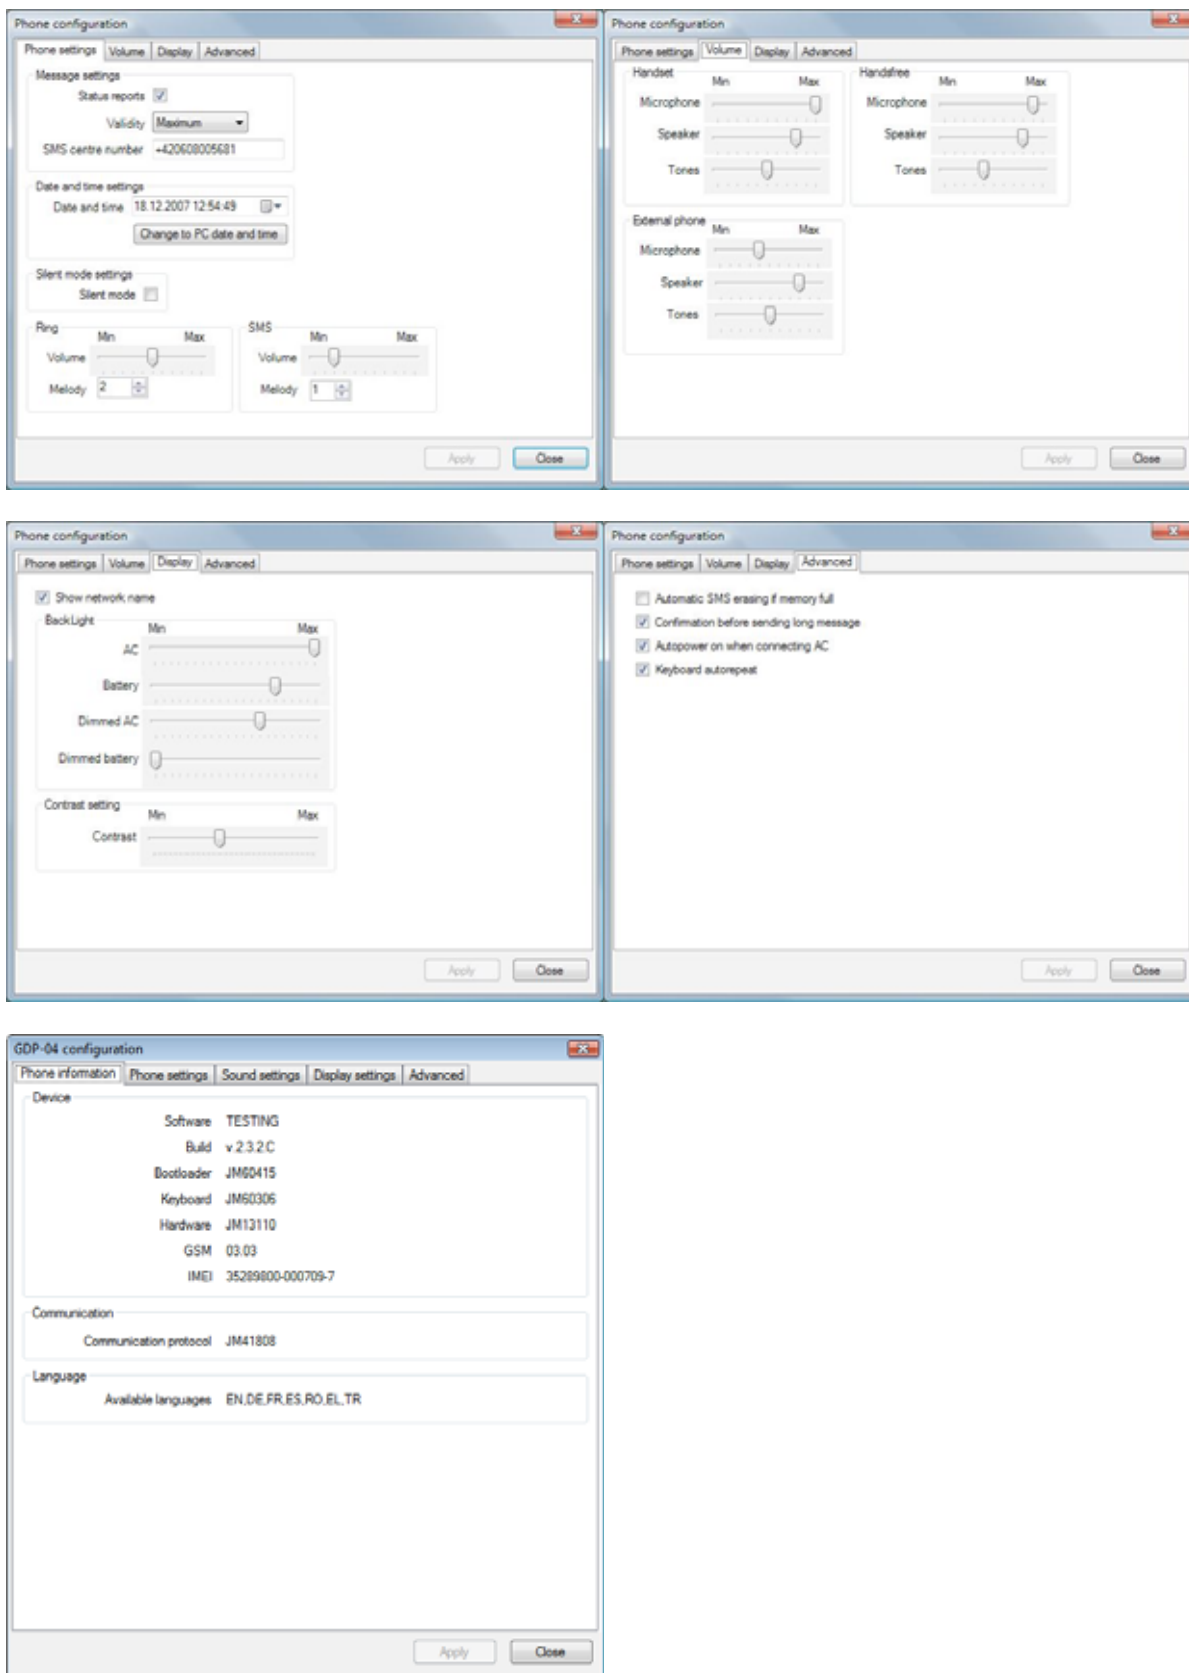 Phone configuration
Phone settings Volume Display Advanced
Message settings
Status reports
Validity Maximum
SMS centre number +420608005681
Date and time settings
Date and time 18.12.2007 12:54:49
Change to PC date and time
Silent mode settings
Silent mode
Ring
Min Max
Volume
Melody 2
SMS
Min Max
Volume
Melody 1
Apply Close
Phone configuration
Phone settings Volume Display Advanced
Handset
Min Max
Microphone
Speaker
Tones
Handsfree
Min Max
Microphone
Speaker
Tones
External phone
Min Max
Microphone
Speaker
Tones
Apply Close
Phone configuration
Phone settings Volume Display Advanced
Show network name
BackLight
Min Max
AC
Battery
Dimmed AC
Dimmed battery
Contrast setting
Min Max
Contrast
Apply Close
Phone configuration
Phone settings Volume Display Advanced
Automatic SMS erasing if memory full
Confirmation before sending long message
Autopower on when connecting AC
Keyboard autorepeat
Apply Close
GDP-04 configuration
Phone information Phone settings Sound settings Display settings Advanced
Device
Software TESTING
Build v.2.3.2.C
Bootloader JM60415
Keyboard JM60306
Hardware JM13110
GSM 03.03
IMEI 35289800-000709-7
Communication
Communication protocol JM41808
Language
Available languages EN,DE,FR,ES,RO,EL,TR
Apply Close